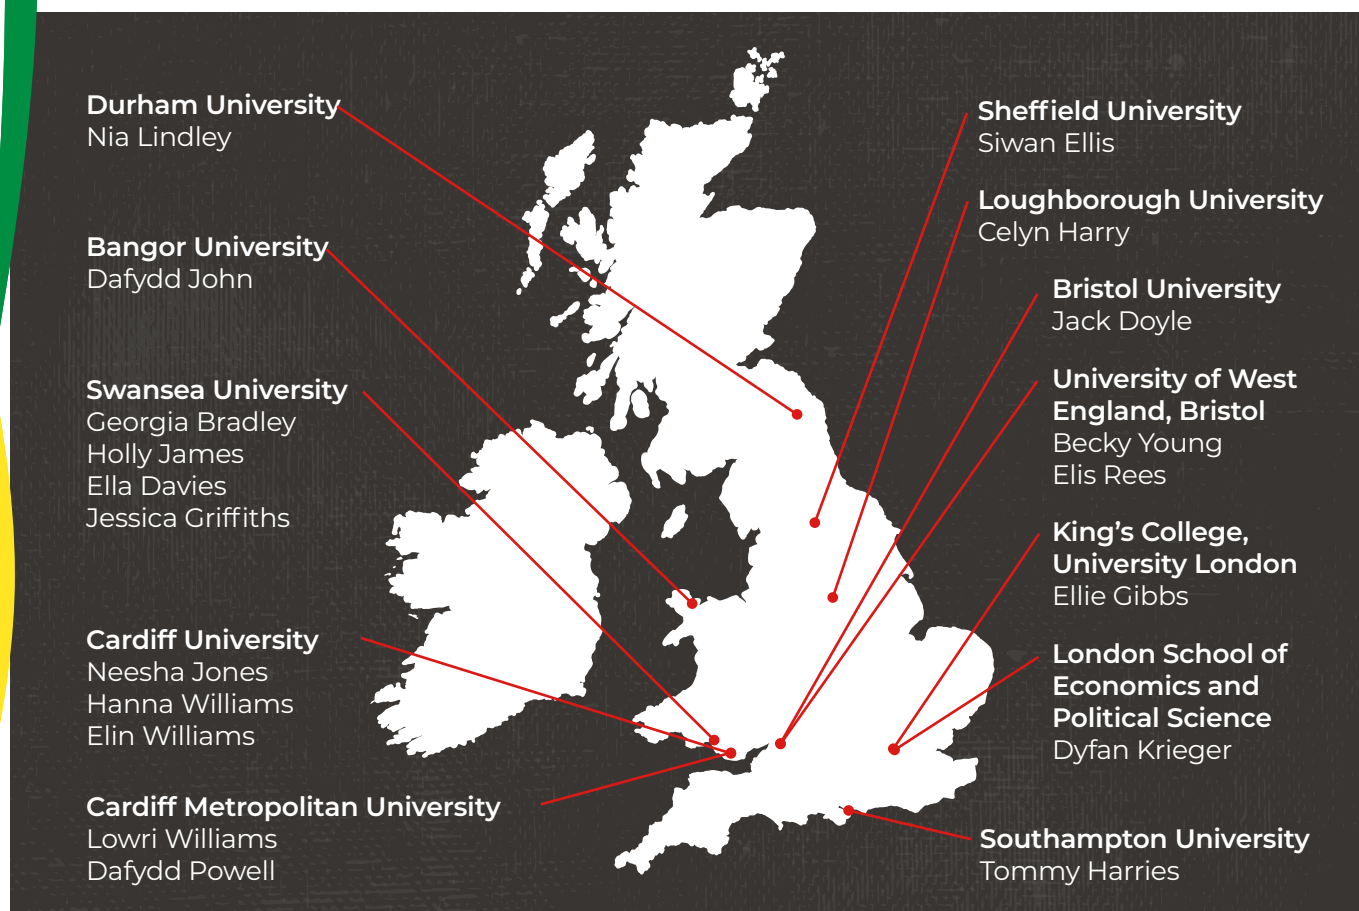 Durham University
Nia Lindley
Bangor University
Dafydd John
Swansea University
Georgia Bradley
Holly James
Ella Davies
Jessica Griffiths
Cardiff University
Neesha Jones
Hanna Williams
Elin Williams
Cardiff Metropolitan University
Lowri Williams
Dafydd Powell
Sheffield University
Siwan Ellis
Loughborough University
Celyn Harry
Bristol University
Jack Doyle
University of West
England, Bristol
Becky Young
Elis Rees
King's College,
University London
Ellie Gibbs
London School of
Economics and
Political Science
Dyfan Krieger
Southampton University
Tommy Harries